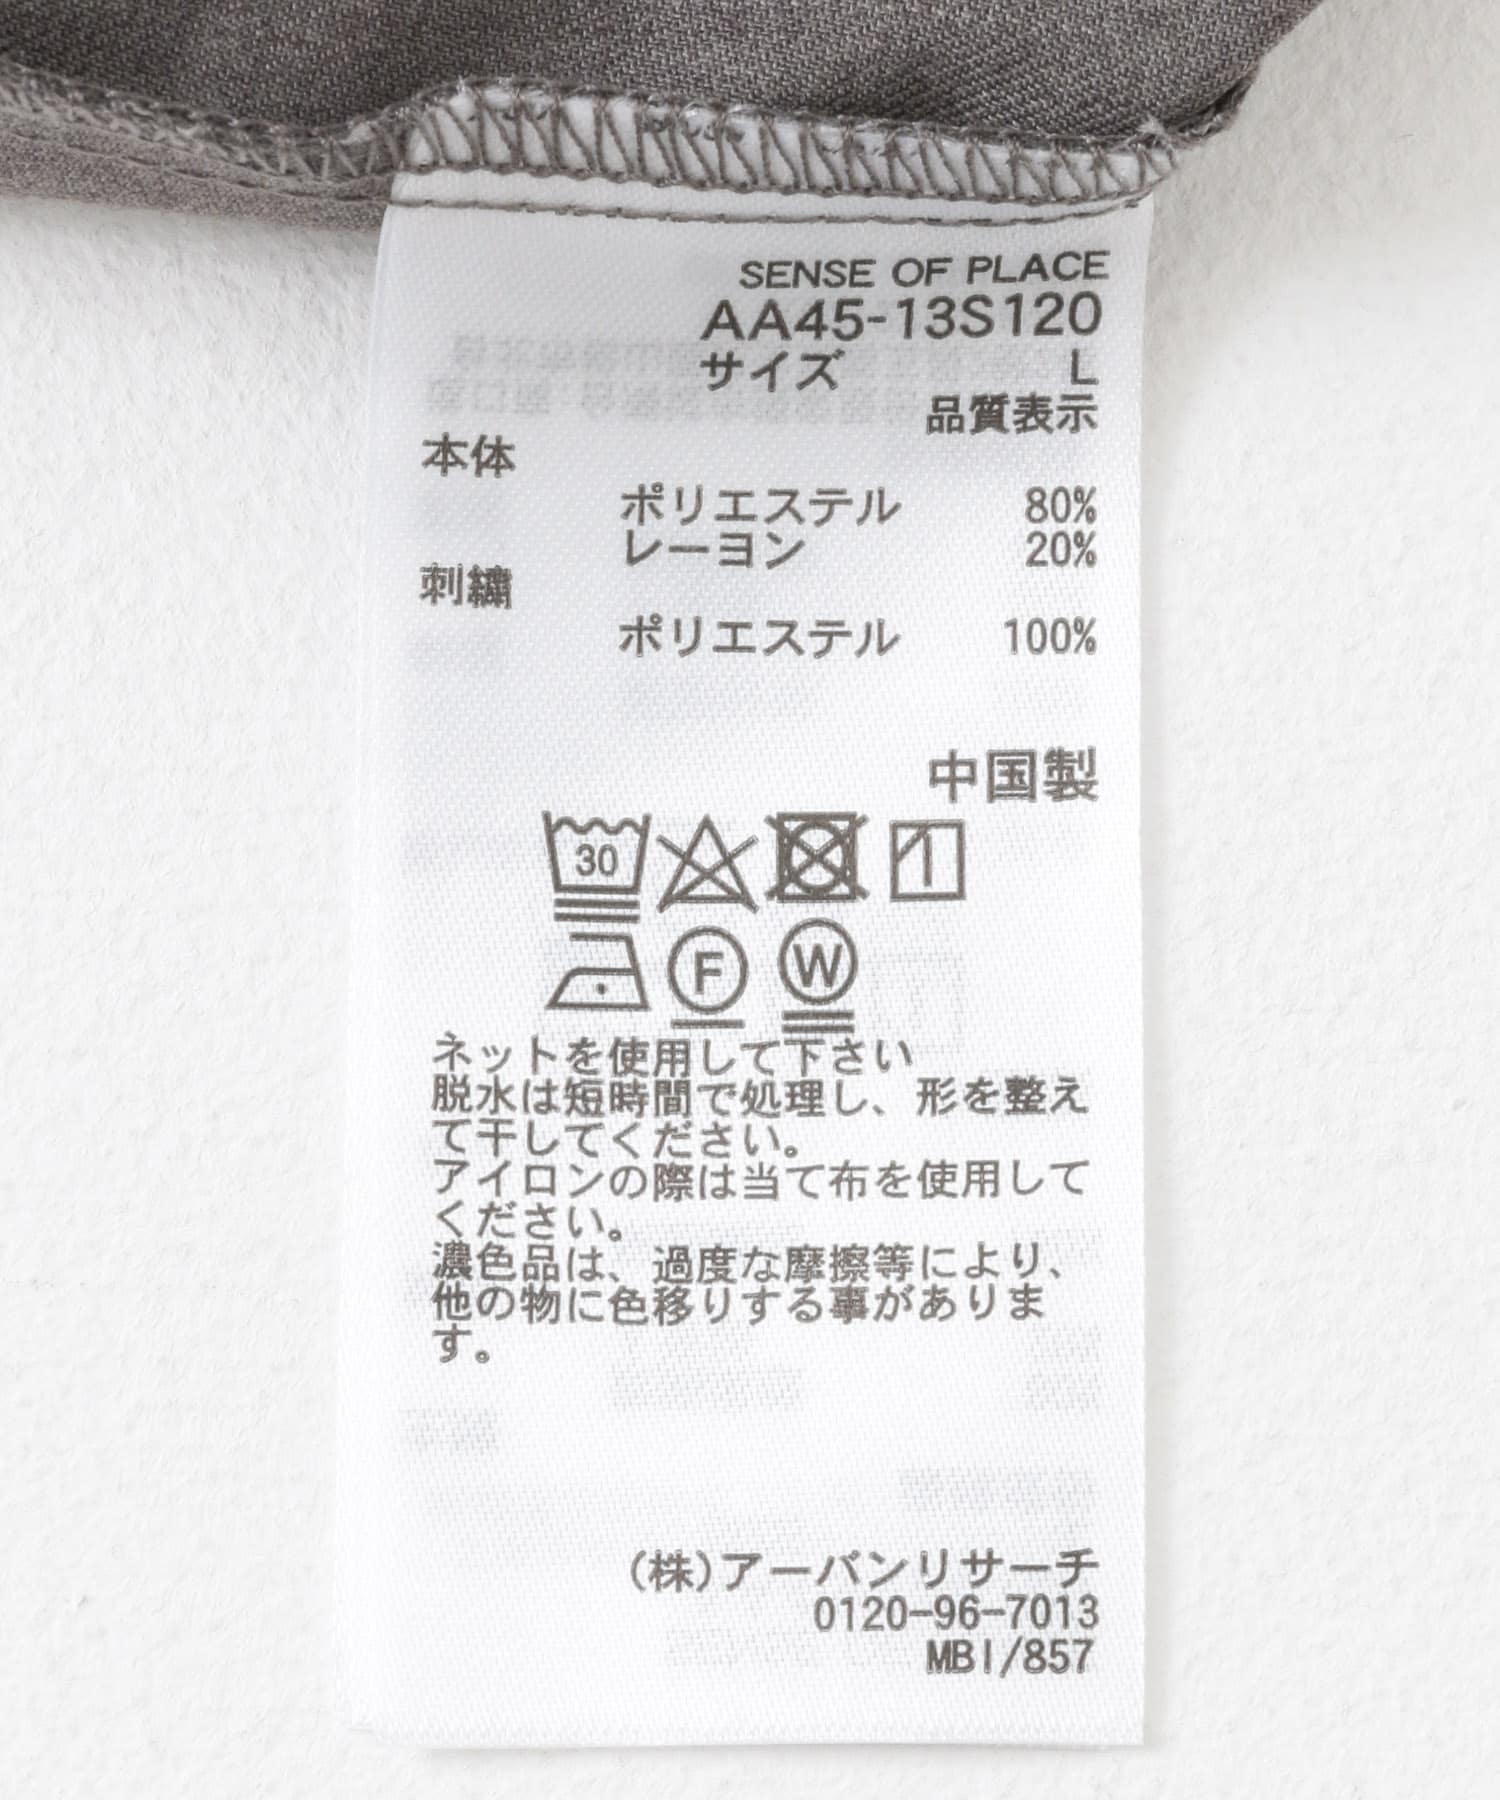 SENSE OF PLACE
AA45-13S120
サイズ L
品質表示
本体
ポリエステル 80%
レーヨン 20%
刺繍
ポリエステル 100%
中国製
30
F W
ネットを使用して下さい
脱水は短時間で処理し、形を整え
て干してください。
アイロンの際は当て布を使用して
ください。
濃色品は、過度な摩擦等により、
他の物に色移りする事がありま
す。
(株)アーバンリサーチ
0120-96-7013
MBI/857